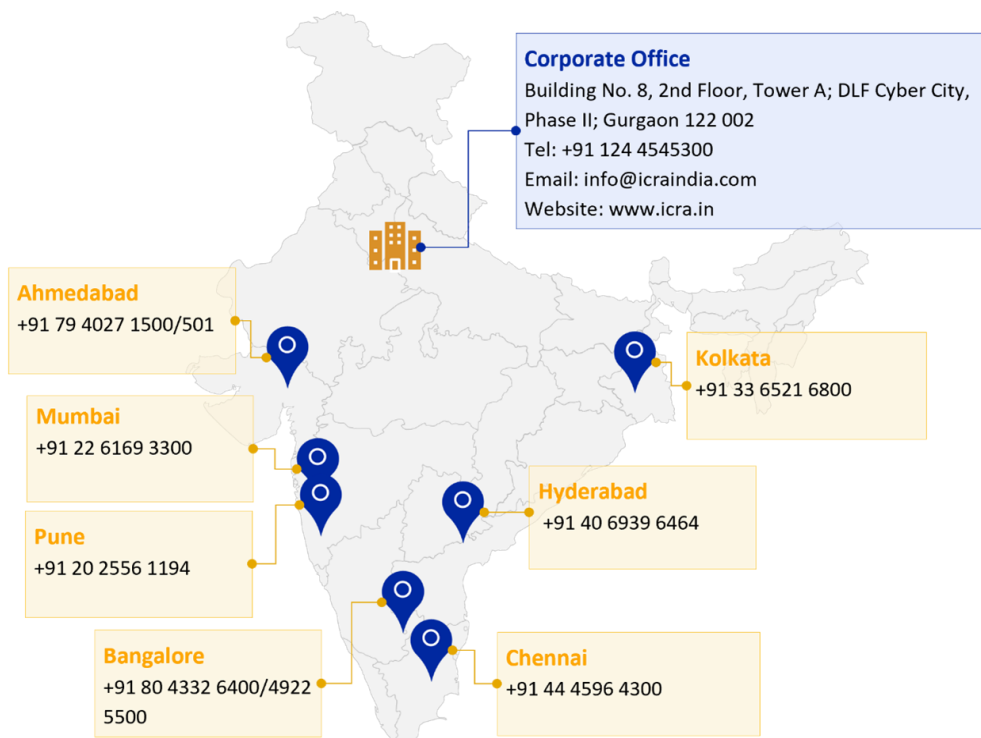 Corporate Office
Building No. 8, 2nd Floor, Tower A; DLF Cyber City,
Phase II; Gurgaon 122 002
Tel: +91 124 4545300
Email: info@icraindia.com
Website: www.icra.in
Ahmedabad
+91 79 4027 1500/501
Kolkata
+91 33 6521 6800
Mumbai
+91 22 6169 3300
Hyderabad
+91 40 6939 6464
Pune
+91 20 2556 1194
Bangalore
+91 80 4332 6400/4922
5500
Chennai
+91 44 4596 4300